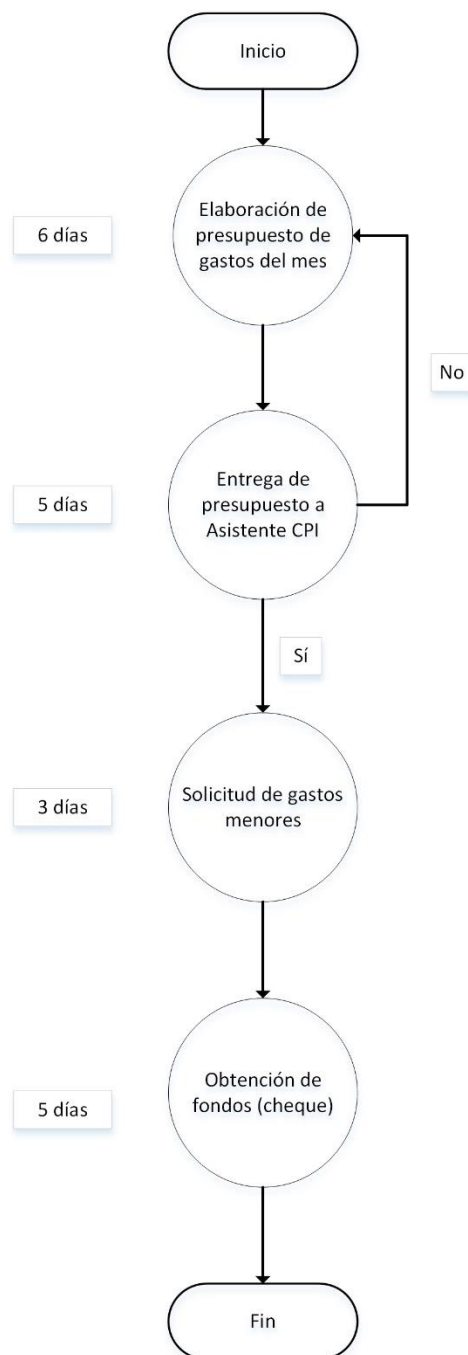 Inicio
6 días
Elaboración de
presupuesto de
gastos del mes
No
5 días
Entrega de
presupuesto a
Asistente CPI
Sí
3 días
Solicitud de gastos
menores
5 días
Obtención de
fondos (cheque)
Fin